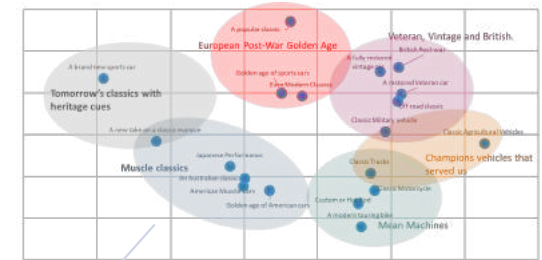 A popular classic
European Post-War Golden Age
Veteran, Vintage and British.
British Post-war
A fully restored
vintage car
A brand new sports car
Golden age of sports cars
Euro Modern Classics
A restored Veteran car
Off road classic
Tomorrow's classics with
heritage cues
Classic Military vehicle
A new take on a classic
Classic Agricultural Vehicles
Japanese Performance
Classic Trucks
Champions vehicles that
served us
Muscle classics
An Australian classic
American Muscle cars
Classic Motorcycle
Custom or Hot Rod
Golden age of American cars
A modern touring bike
Mean Machines